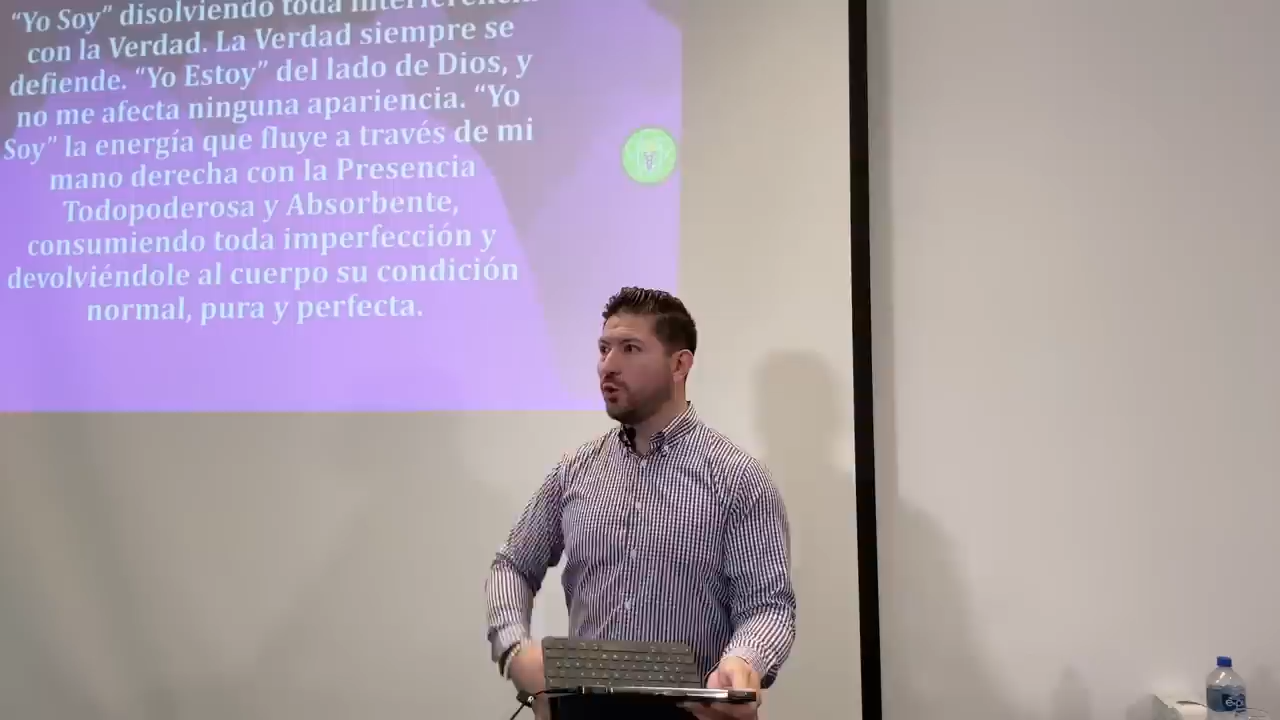 “Yo Soy” disolviendo toda interferencia
con la Verdad. La Verdad siempre se
defiende. “Yo Estoy” del lado de Dios, y
no me afecta ninguna apariencia. “Yo
Soy” la energía que fluye a través de mi
mano derecha con la Presencia
Todopoderosa y Absorbente,
consumiendo toda imperfección y
devolviéndole al cuerpo su condición
normal, pura y perfecta.